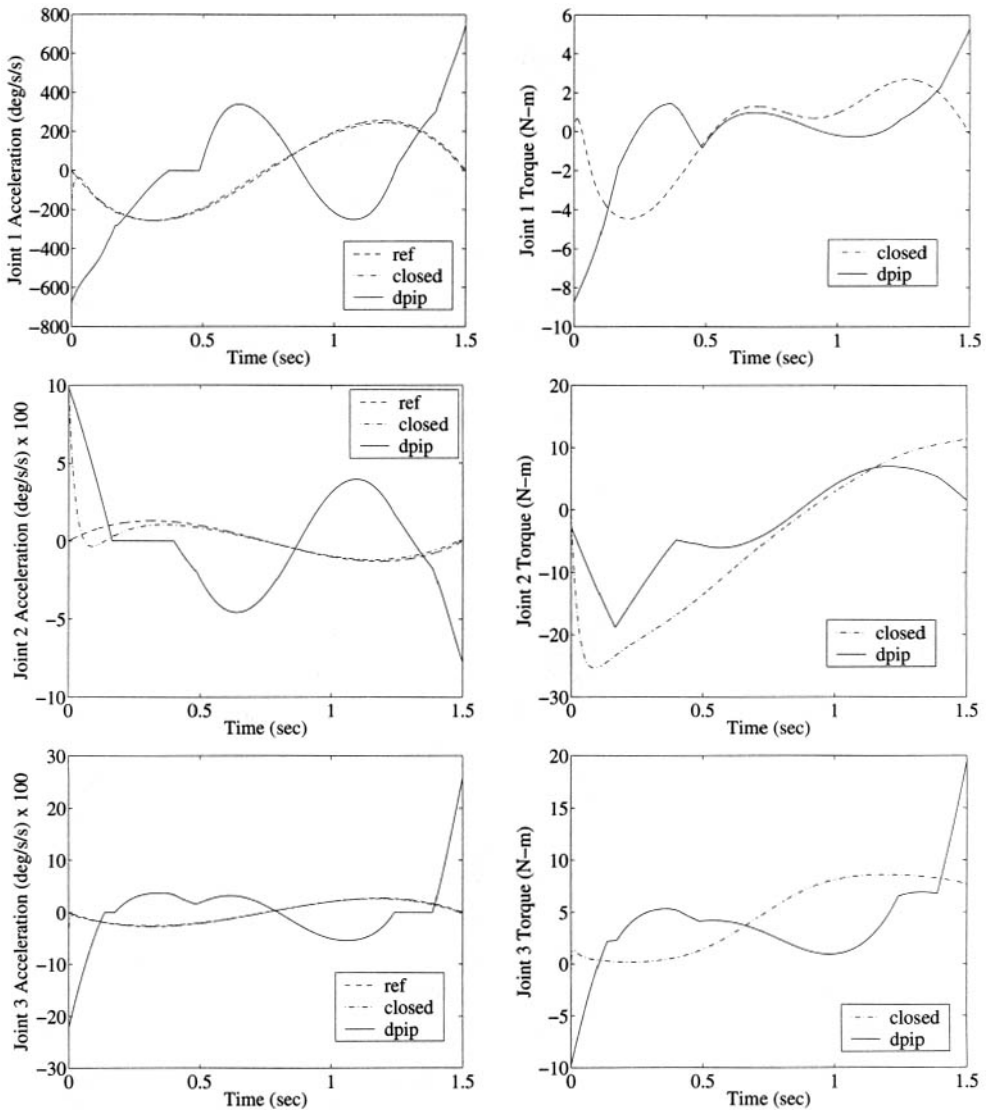 Joint 1 Acceleration (deg/s/s)
800
600
400
200
0
−200
−400
−600
−800
ref
closed
dpip
0
0.5
1
1.5
Time (sec)
Joint 1 Torque (N−m)
6
4
2
0
−2
−4
−6
−8
−10
closed
dpip
0
0.5
1
1.5
Time (sec)
Joint 2 Acceleration (deg/s/s) x 100
10
5
0
−5
−10
ref
closed
dpip
0
0.5
1
1.5
Time (sec)
Joint 2 Torque (N−m)
20
10
0
−10
−20
−30
closed
dpip
0
0.5
1
1.5
Time (sec)
Joint 3 Acceleration (deg/s/s) x 100
30
20
10
0
−10
−20
−30
ref
closed
dpip
0
0.5
1
1.5
Time (sec)
Joint 3 Torque (N−m)
20
15
10
5
0
−5
−10
closed
dpip
0
0.5
1
1.5
Time (sec)